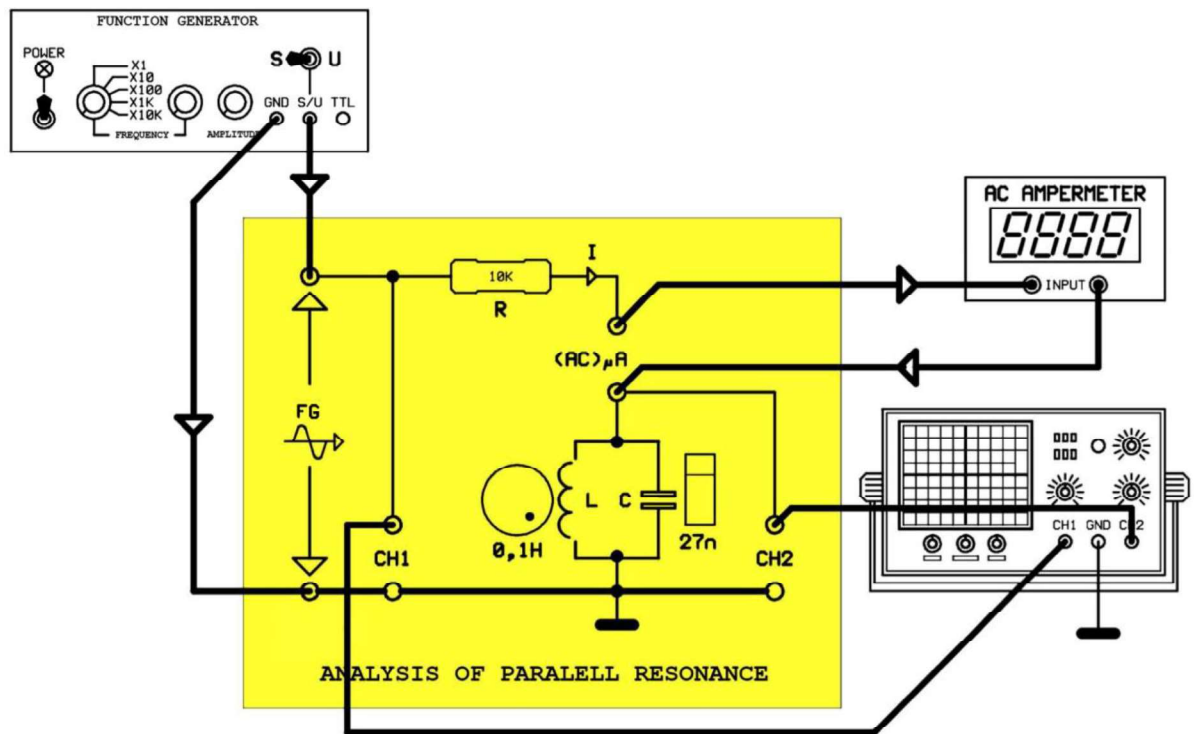 FUNCTION GENERATOR
POWER
S U
X1
X10
X100
X1K
X10K
GND S/U TTL
FREQUENCY
AMPLITUDE
AC AMPERMETER
8888
INPUT
I
10K
R
(AC)µA
FG
L C
0,1H
27n
CH1
CH2
CH1 GND CH2
ANALYSIS OF PARALELL RESONANCE